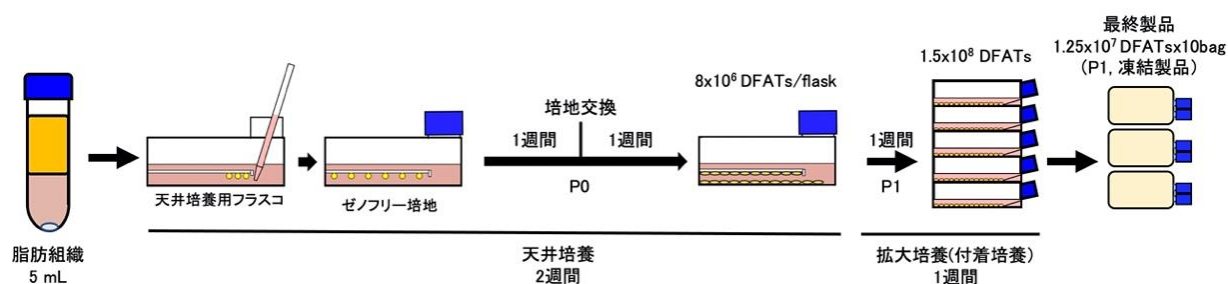 脂肪組織
5 mL
天井培養用フラスコ
ゼノフリー培地
培地交換
1週間 1週間
P0
8x10⁶ DFATs/flask
天井培養
2週間
1週間
P1
1.5x10⁸ DFATs
拡大培養(付着培養)
1週間
最終製品
1.25x10⁷ DFATsx10bag
(P1, 凍結製品)